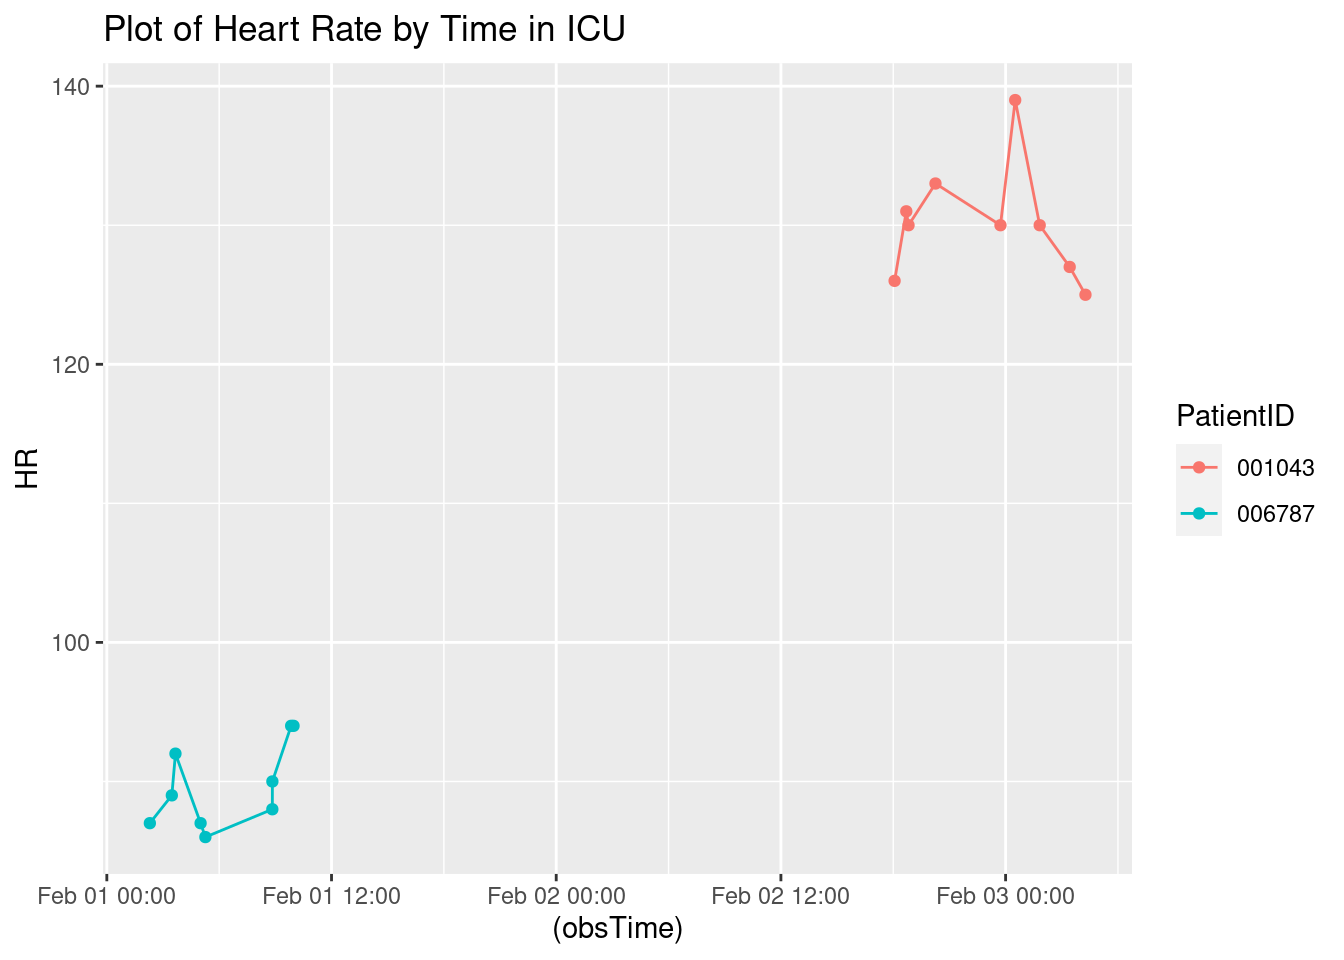 Plot of Heart Rate by Time in ICU
140
120
100
HR
Feb 01 00:00
Feb 01 12:00
Feb 02 00:00
Feb 02 12:00
Feb 03 00:00
(obsTime)
PatientID
001043
006787